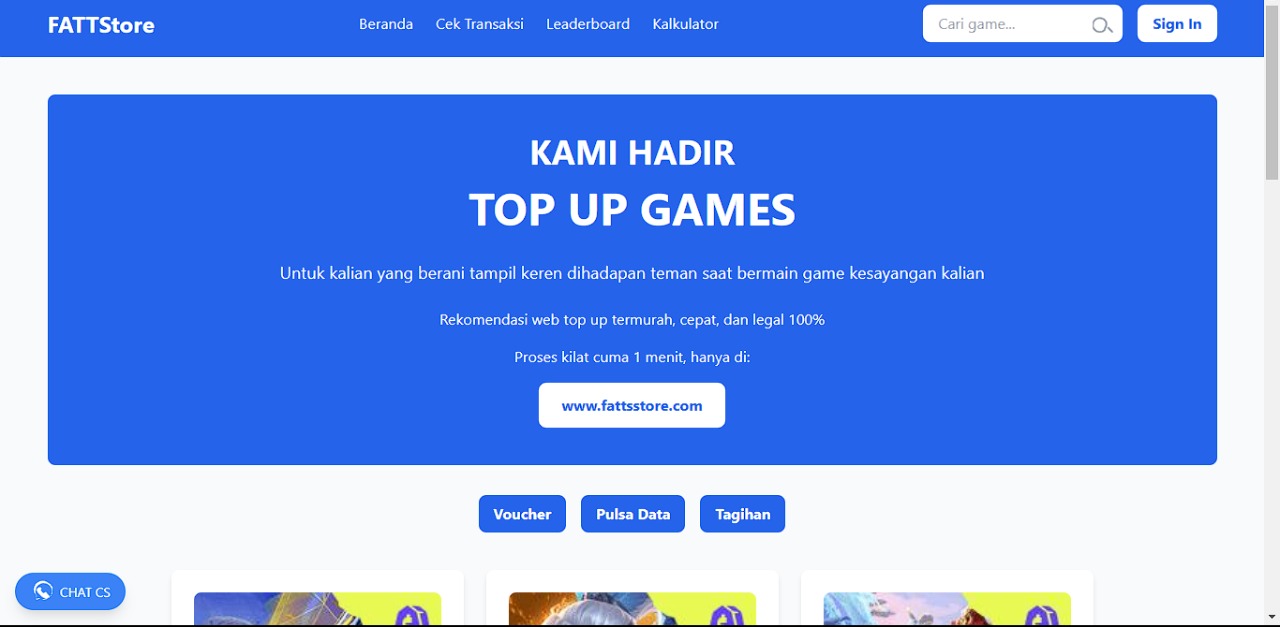 FATTStore
Beranda Cek Transaksi Leaderboard Kalkulator
Cari game...
Sign In
KAMI HADIR
TOP UP GAMES
Untuk kalian yang berani tampil keren dihadapan teman saat bermain game kesayangan kalian
Rekomendasi web top up termurah, cepat, dan legal 100%
Proses kilat cuma 1 menit, hanya di:
www.fattsstore.com
Voucher Pulsa Data Tagihan
CHAT CS